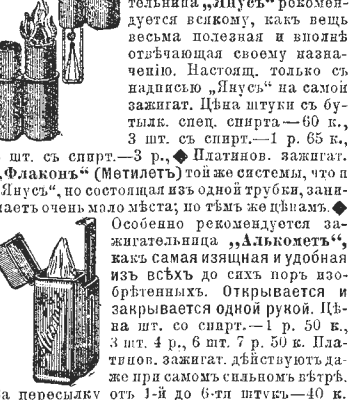 тельница „Янусъ“ рекомен-
дуется всякому, какъ вещь
весьма полезная и вполнѣ
отвѣчающая своему назна-
ченію. Настоящ. только съ
надписью „Янусъ“ на самой
зажигат. Цѣна штуки съ бу-
тылк. спец. спирта—60 к.,
3 шт. съ спирт.—1 р. 65 к.,
шт. съ спирт.—3 р., ◆ Платинов. зажигат.
„Флаконъ“ (Метилетъ) той же системы, что и
„Янусъ“, но состоящая изъ одной трубки, зани-
маетъ очень мало мѣста; по тѣмъ же цѣнамъ. ◆
Особенно рекомендуется за-
жигательница „Алькометъ“,
какъ самая изящная и удобная
изъ всѣхъ до сихъ поръ изо-
брѣтенныхъ. Открывается и
закрывается одной рукой. Цѣ-
на шт. со спирт.—1 р. 50 к.,
3 шт. 4 р., 6 шт. 7 р. 50 к. Пла-
тинов. зажигат. дѣйствуютъ да-
же при самомъ сильномъ вѣтрѣ.
За пересылку отъ 1-й до 6-ти штукъ—40 к.